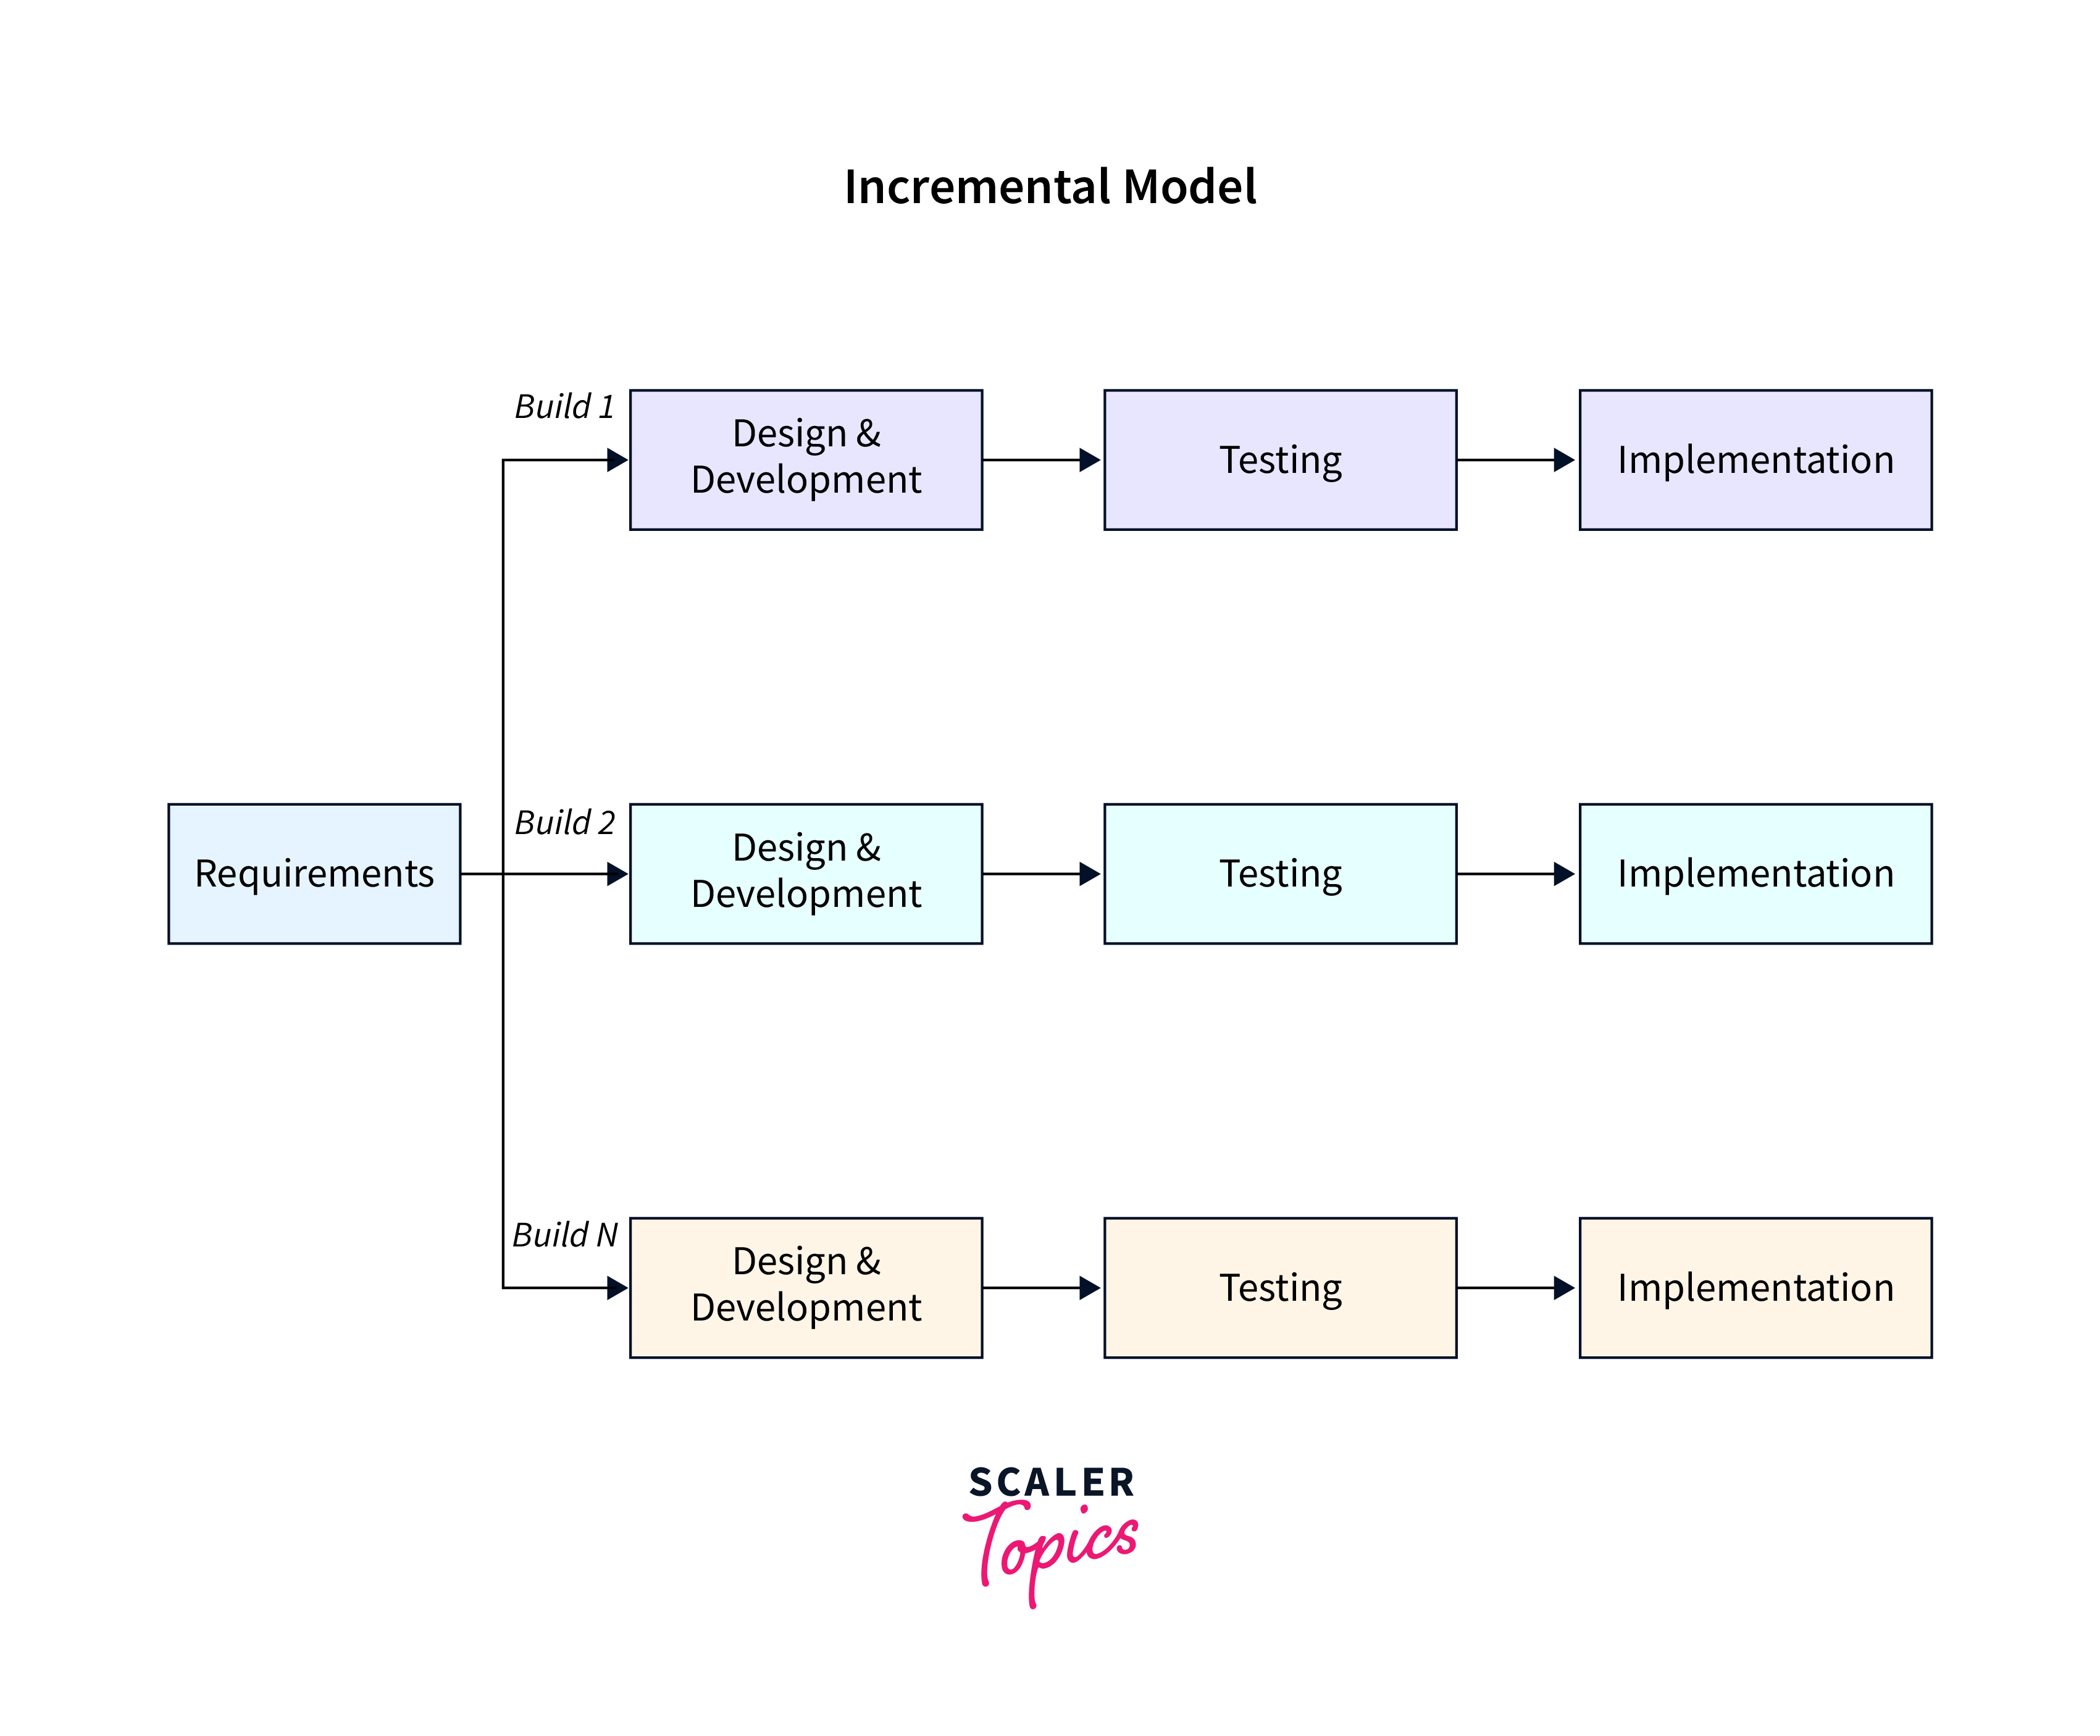 Incremental Model
Build 1
Design &
Development
Testing
Implementation
Requirements
Build 2
Design &
Development
Testing
Implementation
Build N
Design &
Development
Testing
Implementation
SCALER
Topics